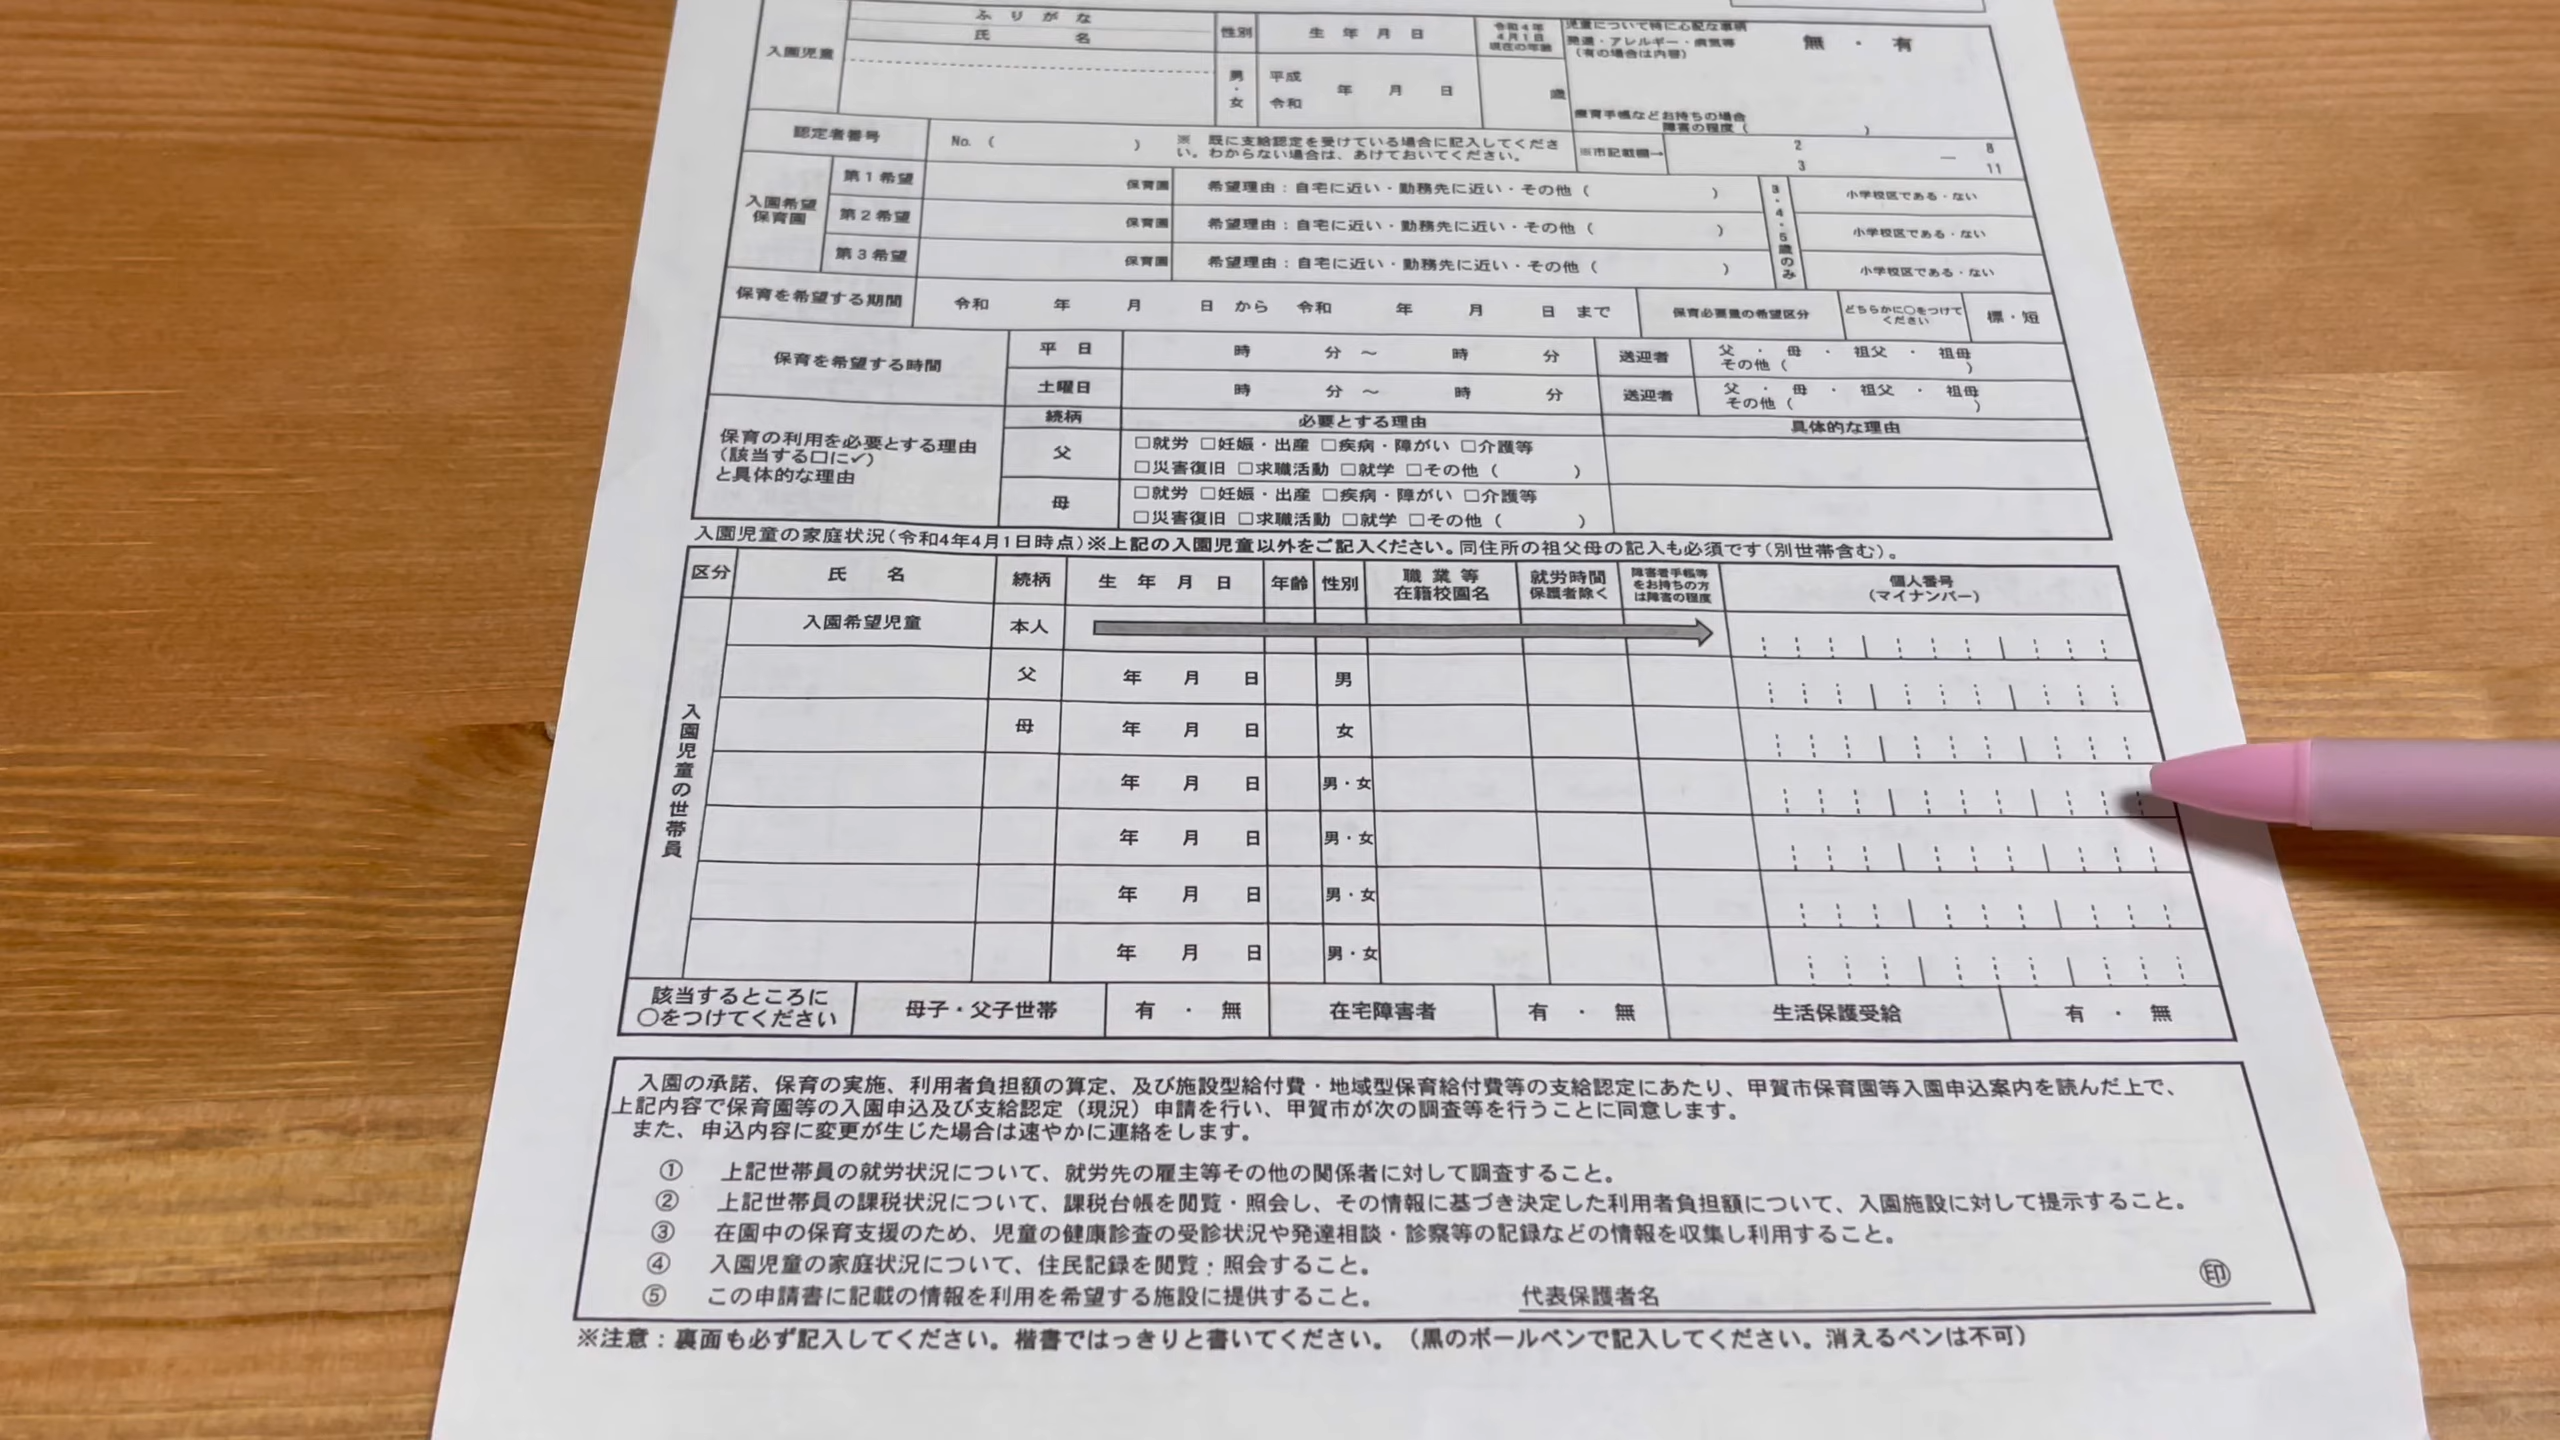 ふりがな
氏 名
入園児童
性別
生 年 月 日
令和4年
4月1日
現在の年齢
児童について特に心配な事柄
発達・アレルギー・病気等
(有の場合は内容)
無 ・ 有
男
・
女
平成
令和
年 月 日
歳
療育手帳などお持ちの場合
障害の程度( )
認定者番号
No. ( )
※ 既に支給認定を受けている場合に記入してくださ
い。わからない場合は、あけておいてください。
※市記載欄→
2 — 8
3 11
入園希望
保育園
第1希望
保育園
希望理由:自宅に近い・勤務先に近い・その他( )
3・4・5歳のみ
小学校区である・ない
第2希望
保育園
希望理由:自宅に近い・勤務先に近い・その他( )
小学校区である・ない
第3希望
保育園
希望理由:自宅に近い・勤務先に近い・その他( )
小学校区である・ない
保育を希望する期間
令和 年 月 日 から 令和 年 月 日 まで
保育必要量の希望区分
どちらかに○をつけて
ください
標・短
保育を希望する時間
平 日
時 分 ~ 時 分
送迎者
父 ・ 母 ・ 祖父 ・ 祖母
その他( )
土曜日
時 分 ~ 時 分
送迎者
父 ・ 母 ・ 祖父 ・ 祖母
その他( )
保育の利用を必要とする理由
(該当する□に✓)
と具体的な理由
続柄
必要とする理由
具体的な理由
父
□就労 □妊娠・出産 □疾病・障がい □介護等
□災害復旧 □求職活動 □就学 □その他( )
母
□就労 □妊娠・出産 □疾病・障がい □介護等
□災害復旧 □求職活動 □就学 □その他( )
入園児童の家庭状況(令和4年4月1日時点)※上記の入園児童以外をご記入ください。同住所の祖父母の記入も必須です(別世帯含む)。
区分
氏 名
続柄
生 年 月 日
年齢
性別
職 業 等
在籍校園名
就労時間
保護者除く
障害者手帳等
をお持ちの方
は障害の程度
個人番号
(マイナンバー)
入園児童の世帯員
入園希望児童
本人
父
年 月 日
男
母
年 月 日
女
年 月 日
男・女
年 月 日
男・女
年 月 日
男・女
年 月 日
男・女
該当するところに
○をつけてください
母子・父子世帯
有 ・ 無
在宅障害者
有 ・ 無
生活保護受給
有 ・ 無
入園の承諾、保育の実施、利用者負担額の算定、及び施設型給付費・地域型保育給付費等の支給認定にあたり、甲賀市保育園等入園申込案内を読んだ上で、
上記内容で保育園等の入園申込及び支給認定(現況)申請を行い、甲賀市が次の調査等を行うことに同意します。
また、申込内容に変更が生じた場合は速やかに連絡をします。
① 上記世帯員の就労状況について、就労先の雇主等その他の関係者に対して調査すること。
② 上記世帯員の課税状況について、課税台帳を閲覧・照会し、その情報に基づき決定した利用者負担額について、入園施設に対して提示すること。
③ 在園中の保育支援のため、児童の健康診査の受診状況や発達相談・診察等の記録などの情報を収集し利用すること。
④ 入園児童の家庭状況について、住民記録を閲覧・照会すること。
⑤ この申請書に記載の情報を利用を希望する施設に提供すること。
代表保護者名
㊞
※注意:裏面も必ず記入してください。楷書ではっきりと書いてください。(黒のボールペンで記入してください。消えるペンは不可)